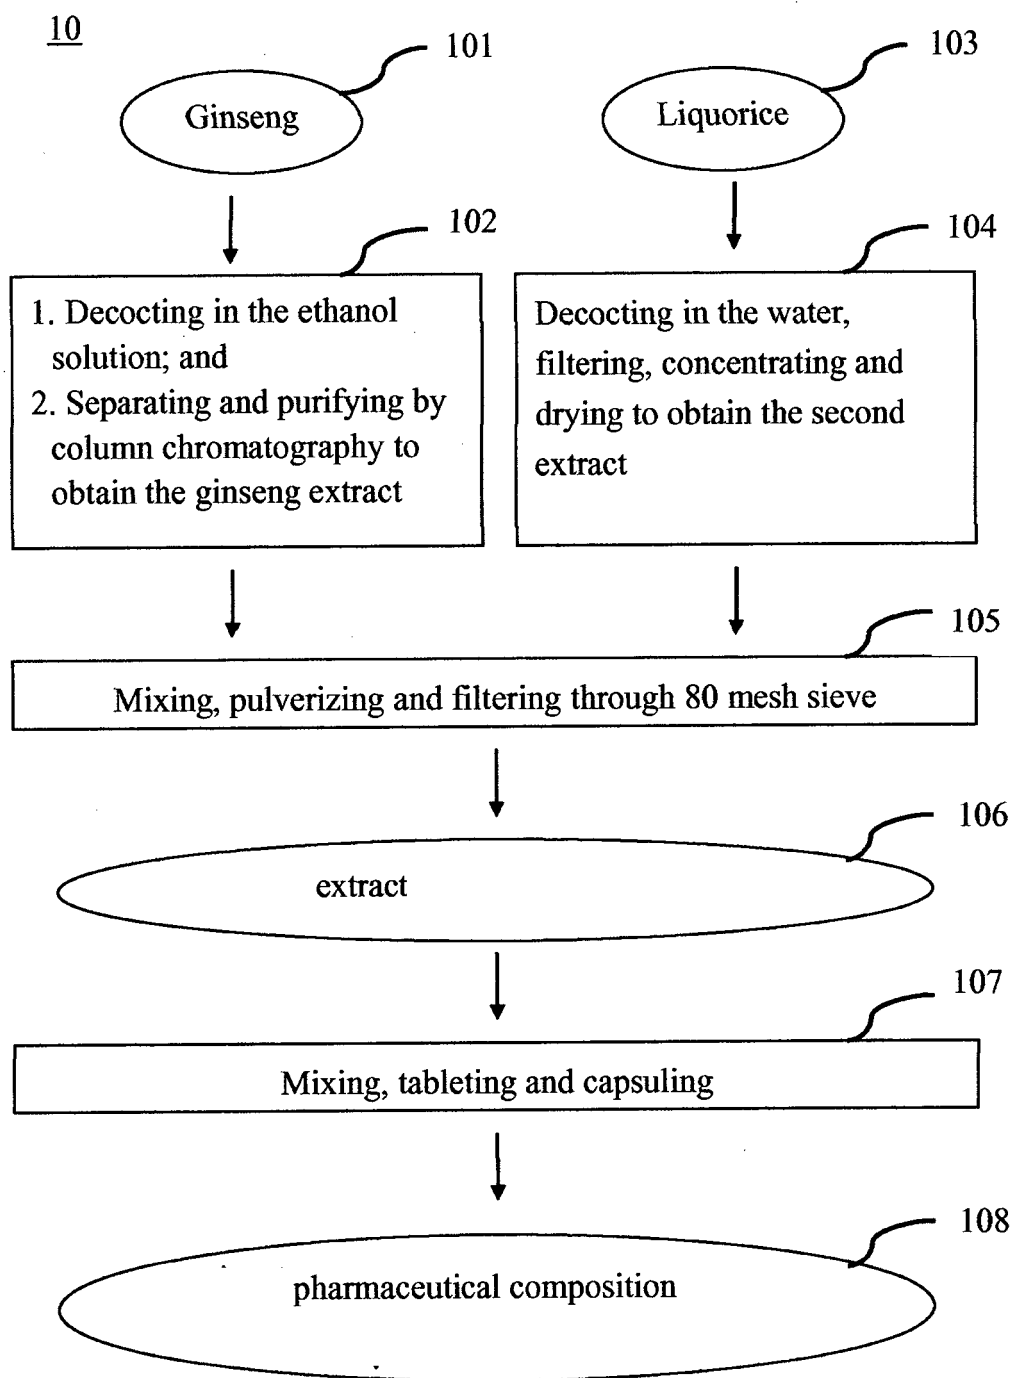 10
101
103
Ginseng
Liquorice
102
104
1. Decocting in the ethanol
solution; and
2. Separating and purifying by
column chromatography to
obtain the ginseng extract
Decocting in the water,
filtering, concentrating and
drying to obtain the second
extract
105
Mixing, pulverizing and filtering through 80 mesh sieve
106
extract
107
Mixing, tableting and capsuling
108
pharmaceutical composition